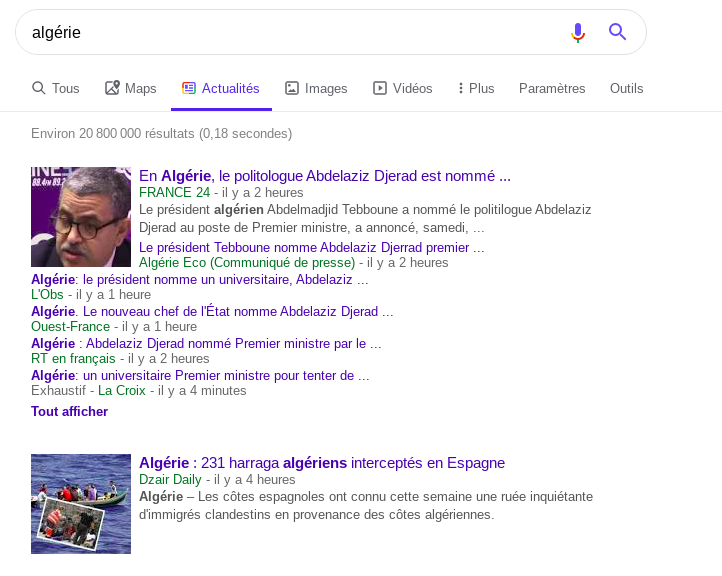 algérie
Tous Maps Actualités Images Vidéos Plus Paramètres Outils
Environ 20 800 000 résultats (0,18 secondes)
En Algérie, le politologue Abdelaziz Djerad est nommé ...
FRANCE 24 - il y a 2 heures
Le président algérien Abdelmadjid Tebboune a nommé le politilogue Abdelaziz
Djerad au poste de Premier ministre, a annoncé, samedi, ...
Le président Tebboune nomme Abdelaziz Djerrad premier ...
Algérie Eco (Communiqué de presse) - il y a 2 heures
Algérie: le président nomme un universitaire, Abdelaziz ...
L'Obs - il y a 1 heure
Algérie. Le nouveau chef de l'État nomme Abdelaziz Djerad ...
Ouest-France - il y a 1 heure
Algérie : Abdelaziz Djerad nommé Premier ministre par le ...
RT en français - il y a 2 heures
Algérie: un universitaire Premier ministre pour tenter de ...
Exhaustif - La Croix - il y a 4 minutes
Tout afficher
Algérie : 231 harraga algériens interceptés en Espagne
Dzair Daily - il y a 4 heures
Algérie – Les côtes espagnoles ont connu cette semaine une ruée inquiétante
d'immigrés clandestins en provenance des côtes algériennes.